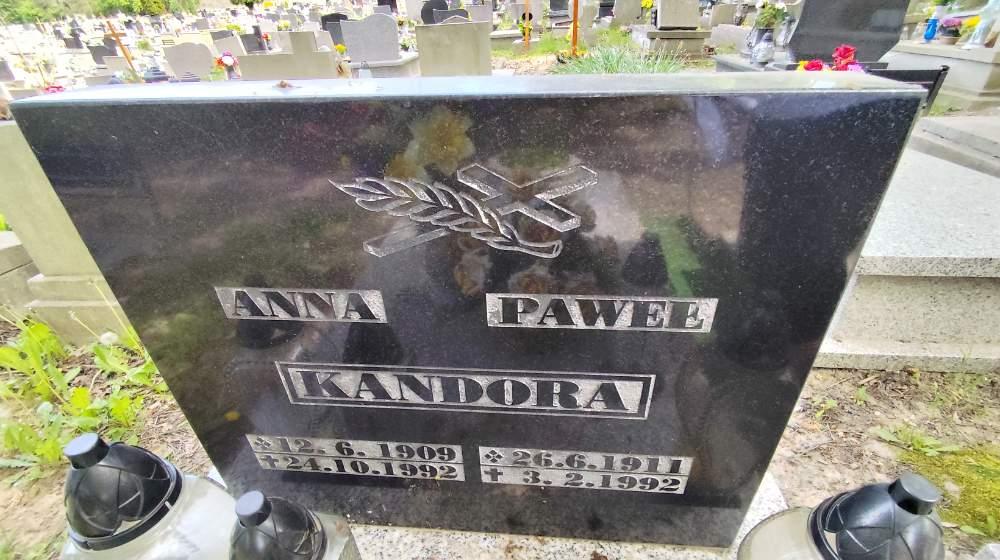 ANNA PAWEŁ
KANDORA
12. 6. 1909 26.6.1911
✝24.10.1992 ✝ 3. 2.1992